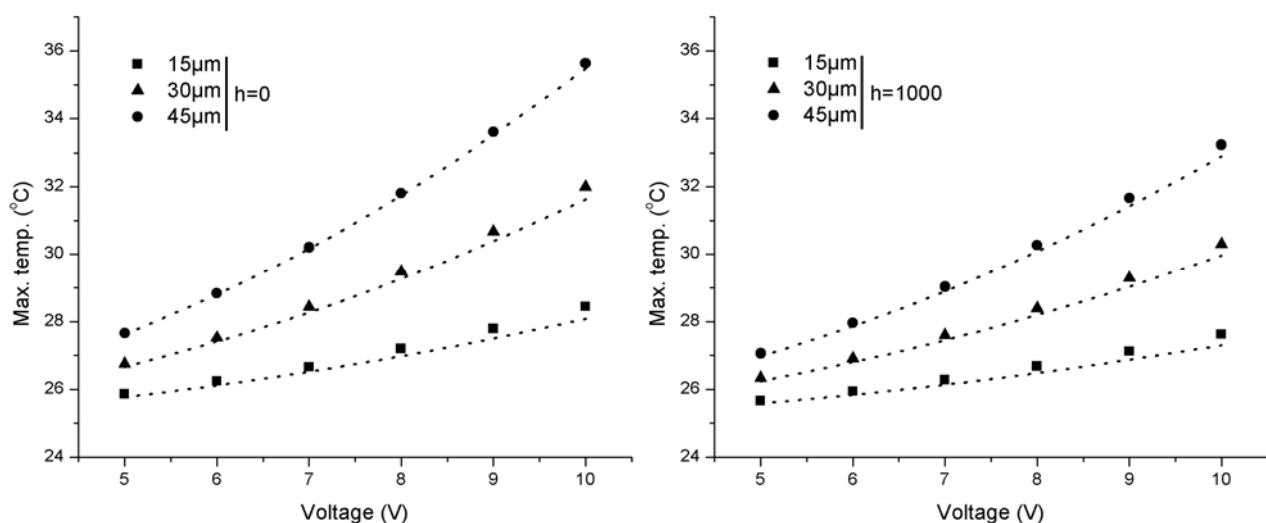 36
34
32
30
28
26
24
Max. temp. (°C)
15µm
30µm
45µm
h=0
5 6 7 8 9 10
Voltage (V)
36
34
32
30
28
26
24
Max. temp. (°C)
15µm
30µm
45µm
h=1000
5 6 7 8 9 10
Voltage (V)